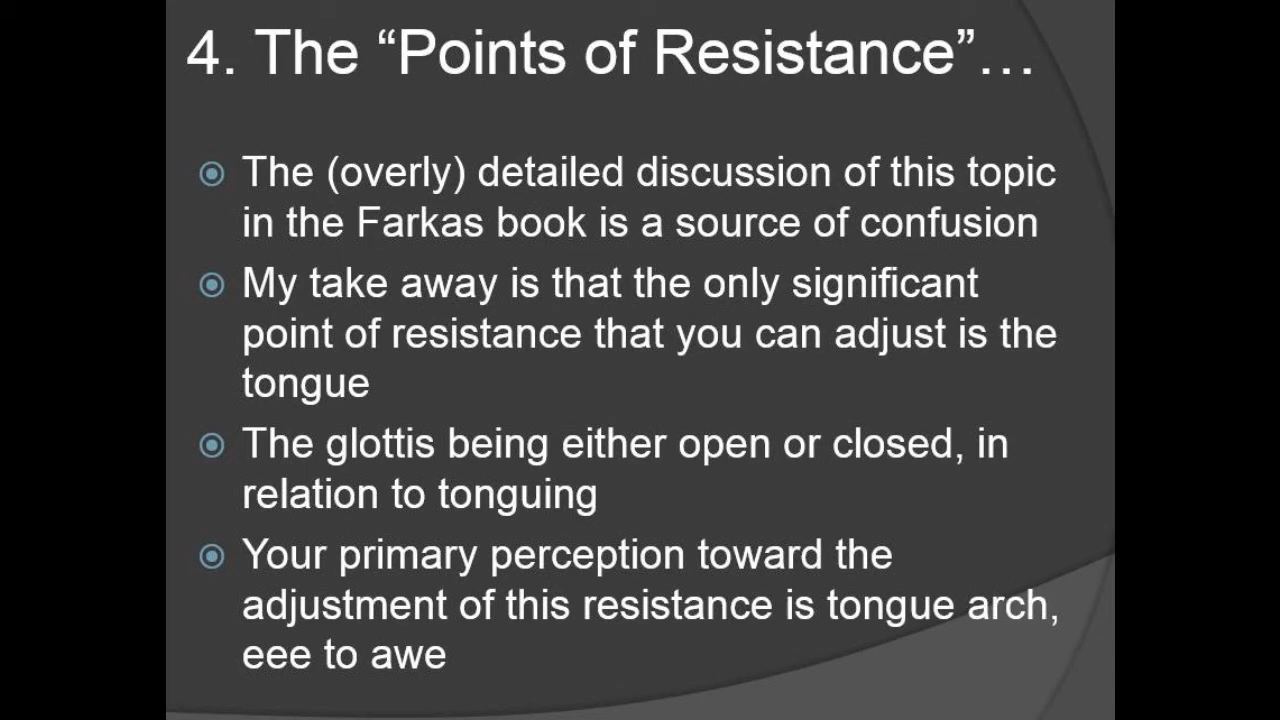 4. The “Points of Resistance”…
The (overly) detailed discussion of this topic
in the Farkas book is a source of confusion
My take away is that the only significant
point of resistance that you can adjust is the
tongue
The glottis being either open or closed, in
relation to tonguing
Your primary perception toward the
adjustment of this resistance is tongue arch,
eee to awe